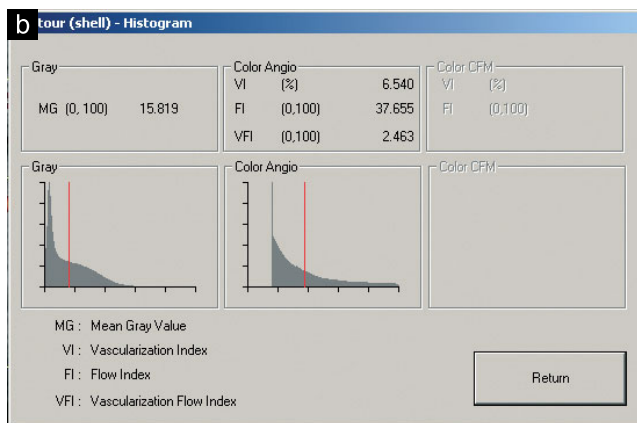 b
tour (shell) - Histogram
Gray
MG (0, 100) 15.819
Color Angio
VI (%) 6.540
FI (0,100) 37.655
VFI (0,100) 2.463
Color CFM
VI (%)
FI (0,100)
Gray
Color Angio
Color CFM
MG : Mean Gray Value
VI : Vascularization Index
FI : Flow Index
VFI : Vascularization Flow Index
Return